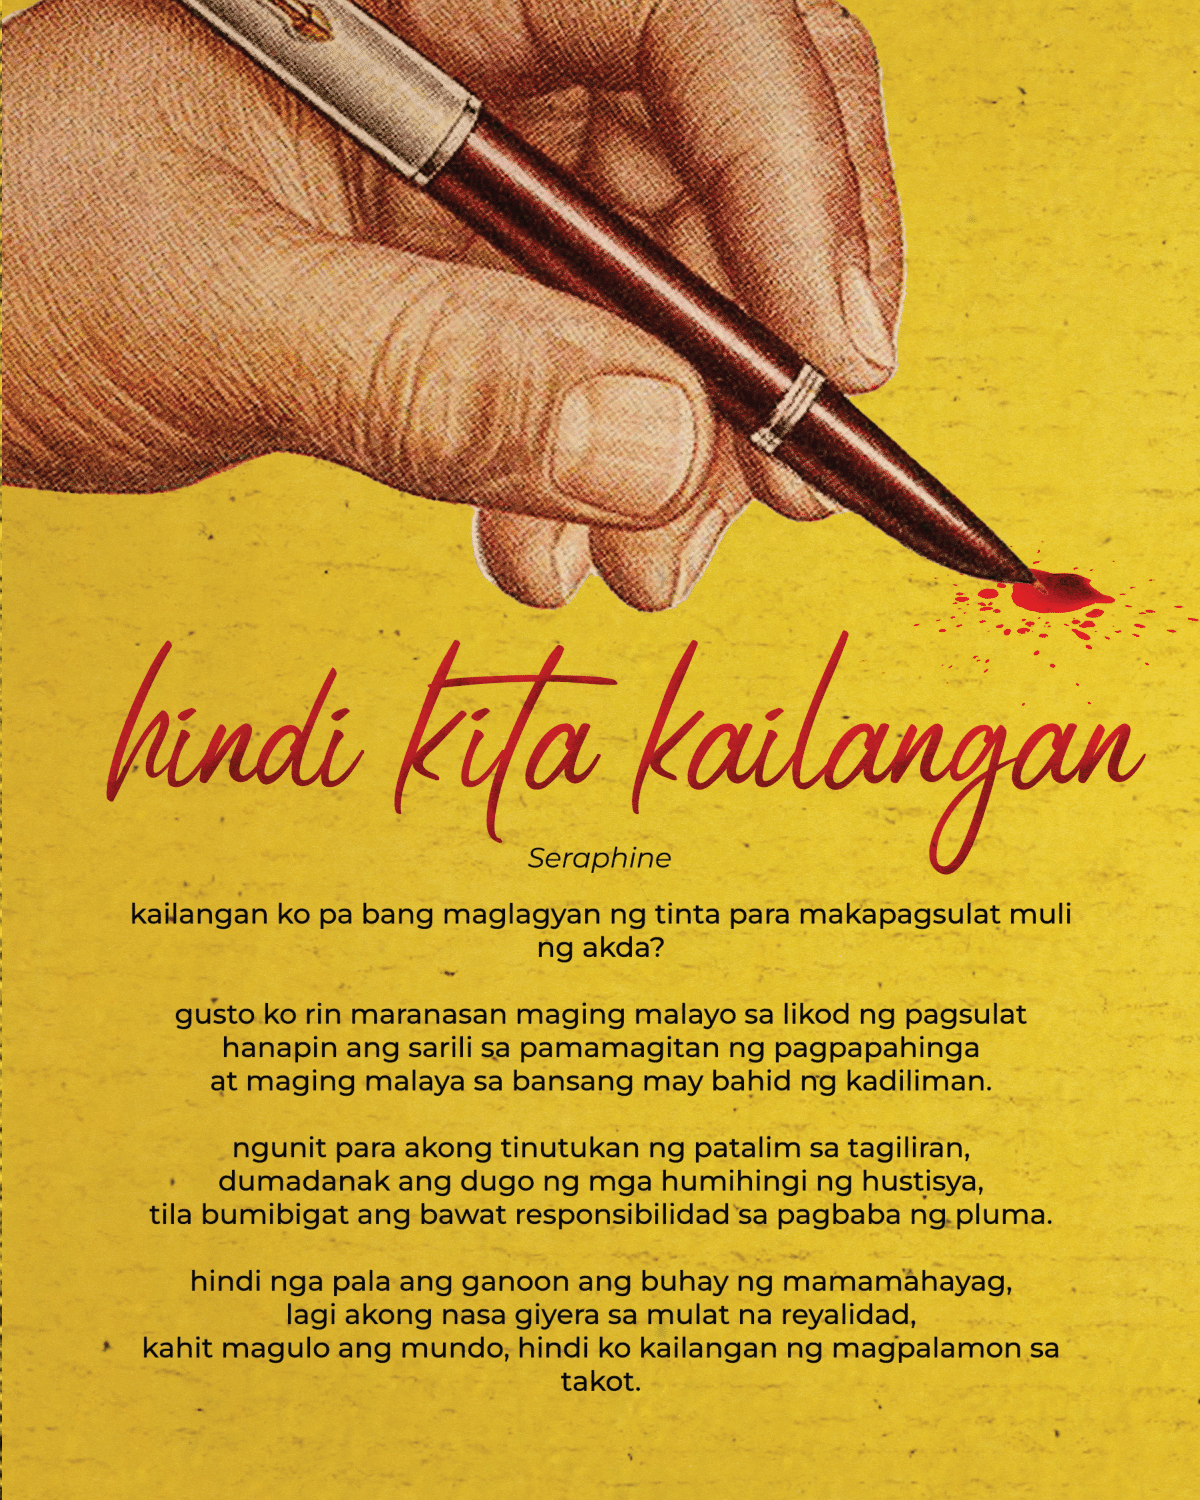 hindi kita kailangan
Seraphine
kailangan ko pa bang maglagyan ng tinta para makapagsulat muli
ng akda?
gusto ko rin maranasan maging malayo sa likod ng pagsulat
hanapin ang sarili sa pamamagitan ng pagpapahinga
at maging malaya sa bansang may bahid ng kadiliman.
ngunit para akong tinutukan ng patalim sa tagiliran,
dumadanak ang dugo ng mga humihingi ng hustisya,
tila bumibigat ang bawat responsibilidad sa pagbaba ng pluma.
hindi nga pala ang ganoon ang buhay ng mamamahayag,
lagi akong nasa giyera sa mulat na reyalidad,
kahit magulo ang mundo, hindi ko kailangan ng magpalamon sa
takot.